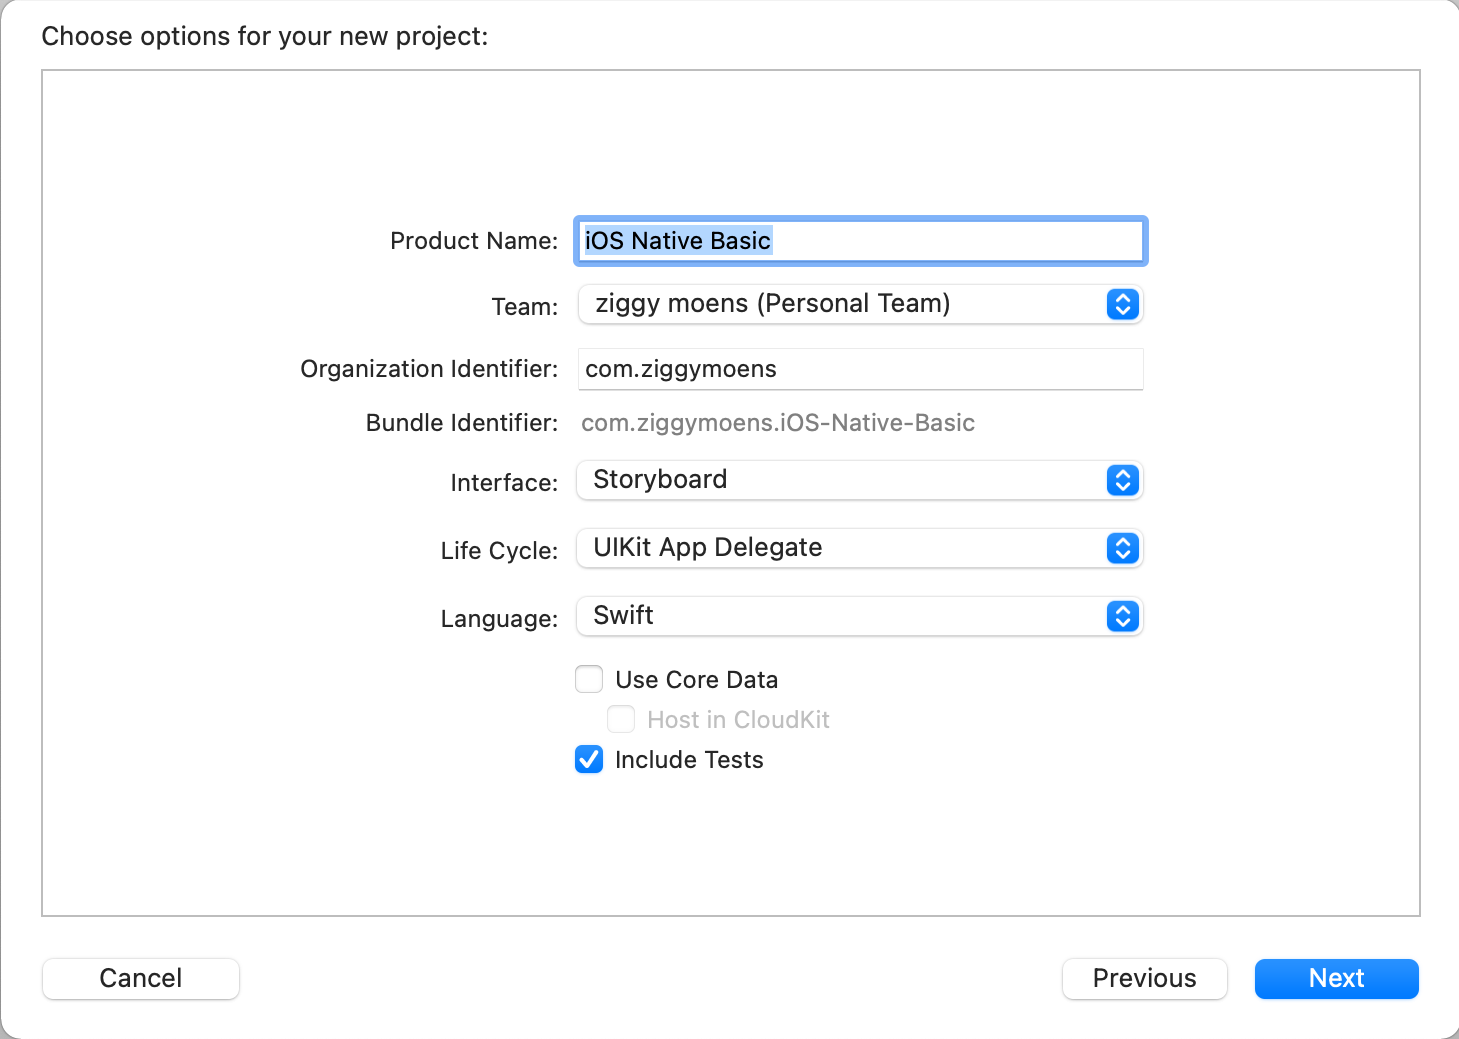 Choose options for your new project:
Product Name: iOS Native Basic
Team: ziggy moens (Personal Team)
Organization Identifier: com.ziggymoens
Bundle Identifier: com.ziggymoens.iOS-Native-Basic
Interface: Storyboard
Life Cycle: UIKit App Delegate
Language: Swift
Use Core Data
Host in CloudKit
Include Tests
Cancel Previous Next